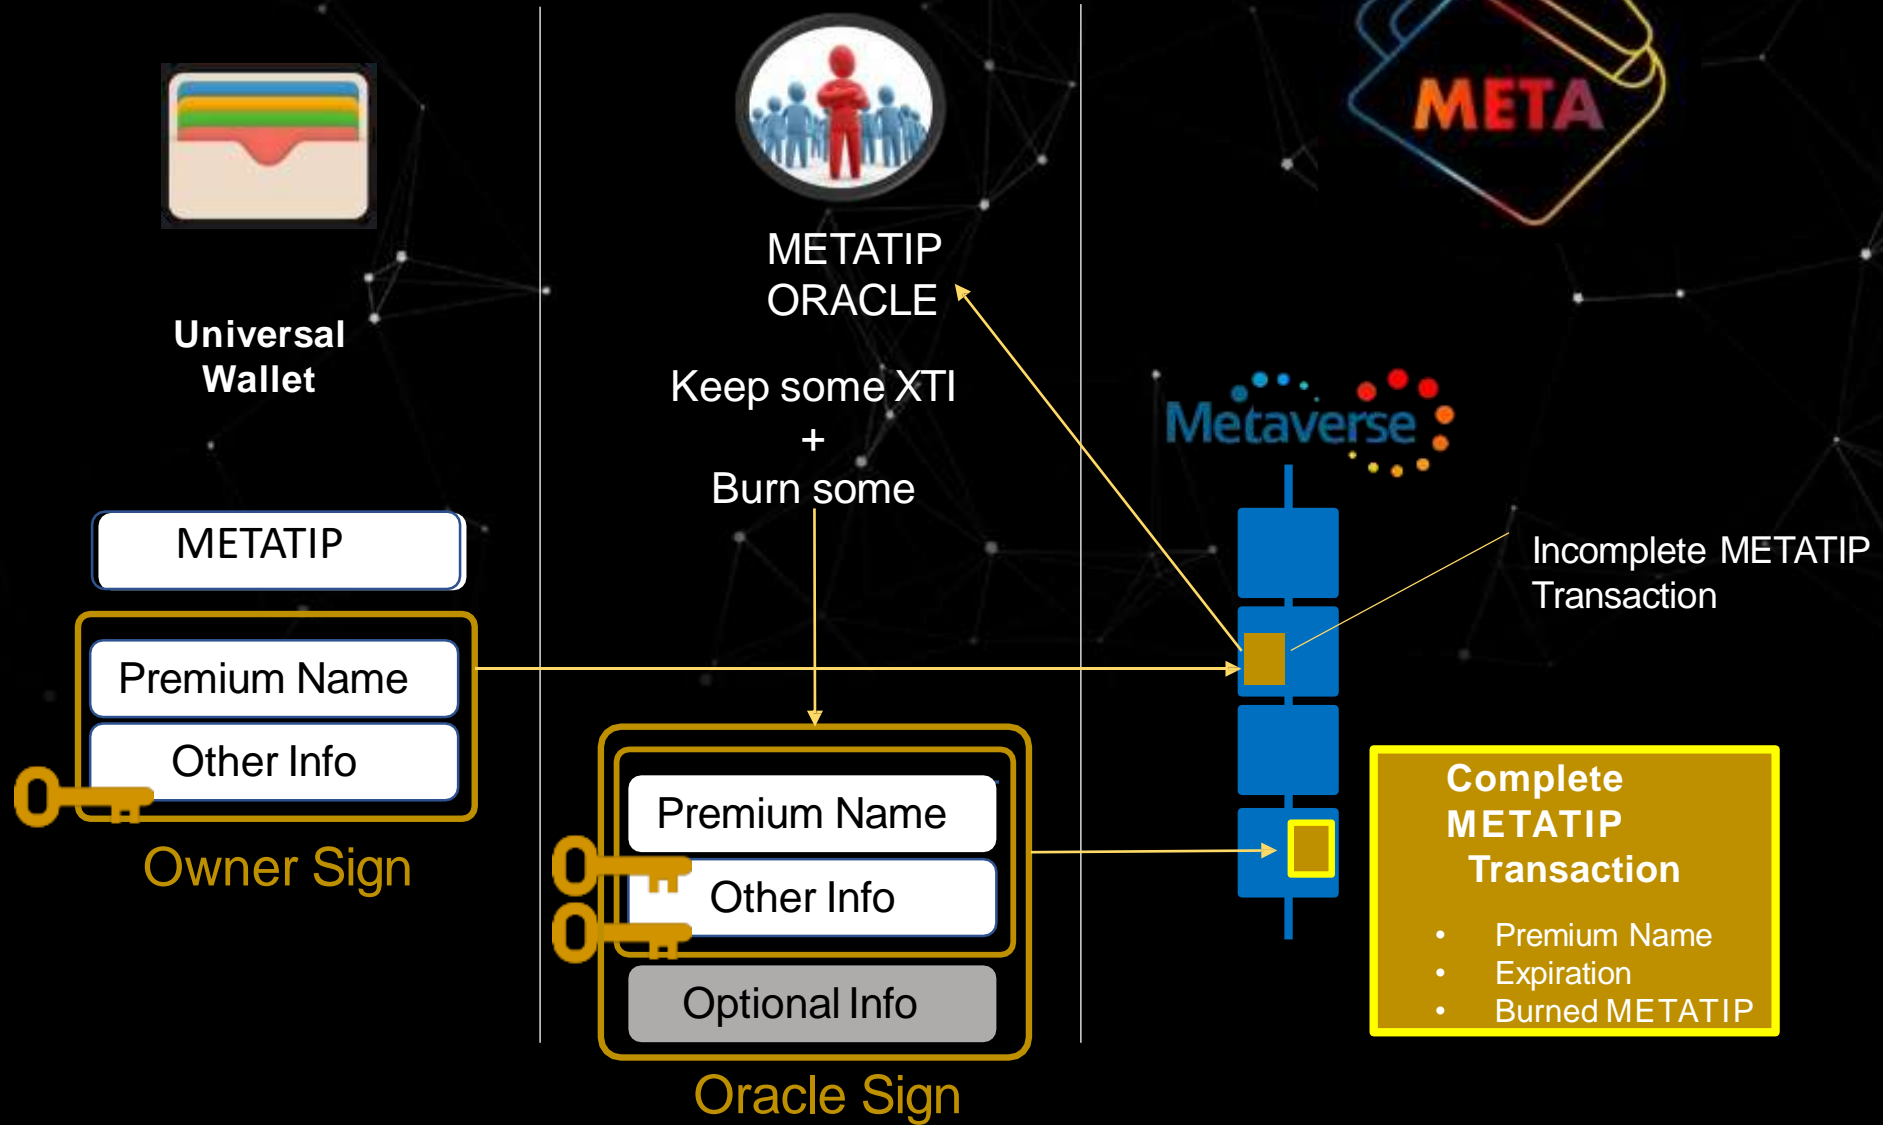 Universal
Wallet
METATIP
Premium Name
Other Info
Owner Sign
METATIP
ORACLE
Keep some XTI
+
Burn some
Premium Name
Other Info
Optional Info
Oracle Sign
META
Metaverse
Incomplete METATIP
Transaction
Complete
METATIP
Transaction
• Premium Name
• Expiration
• Burned METATIP